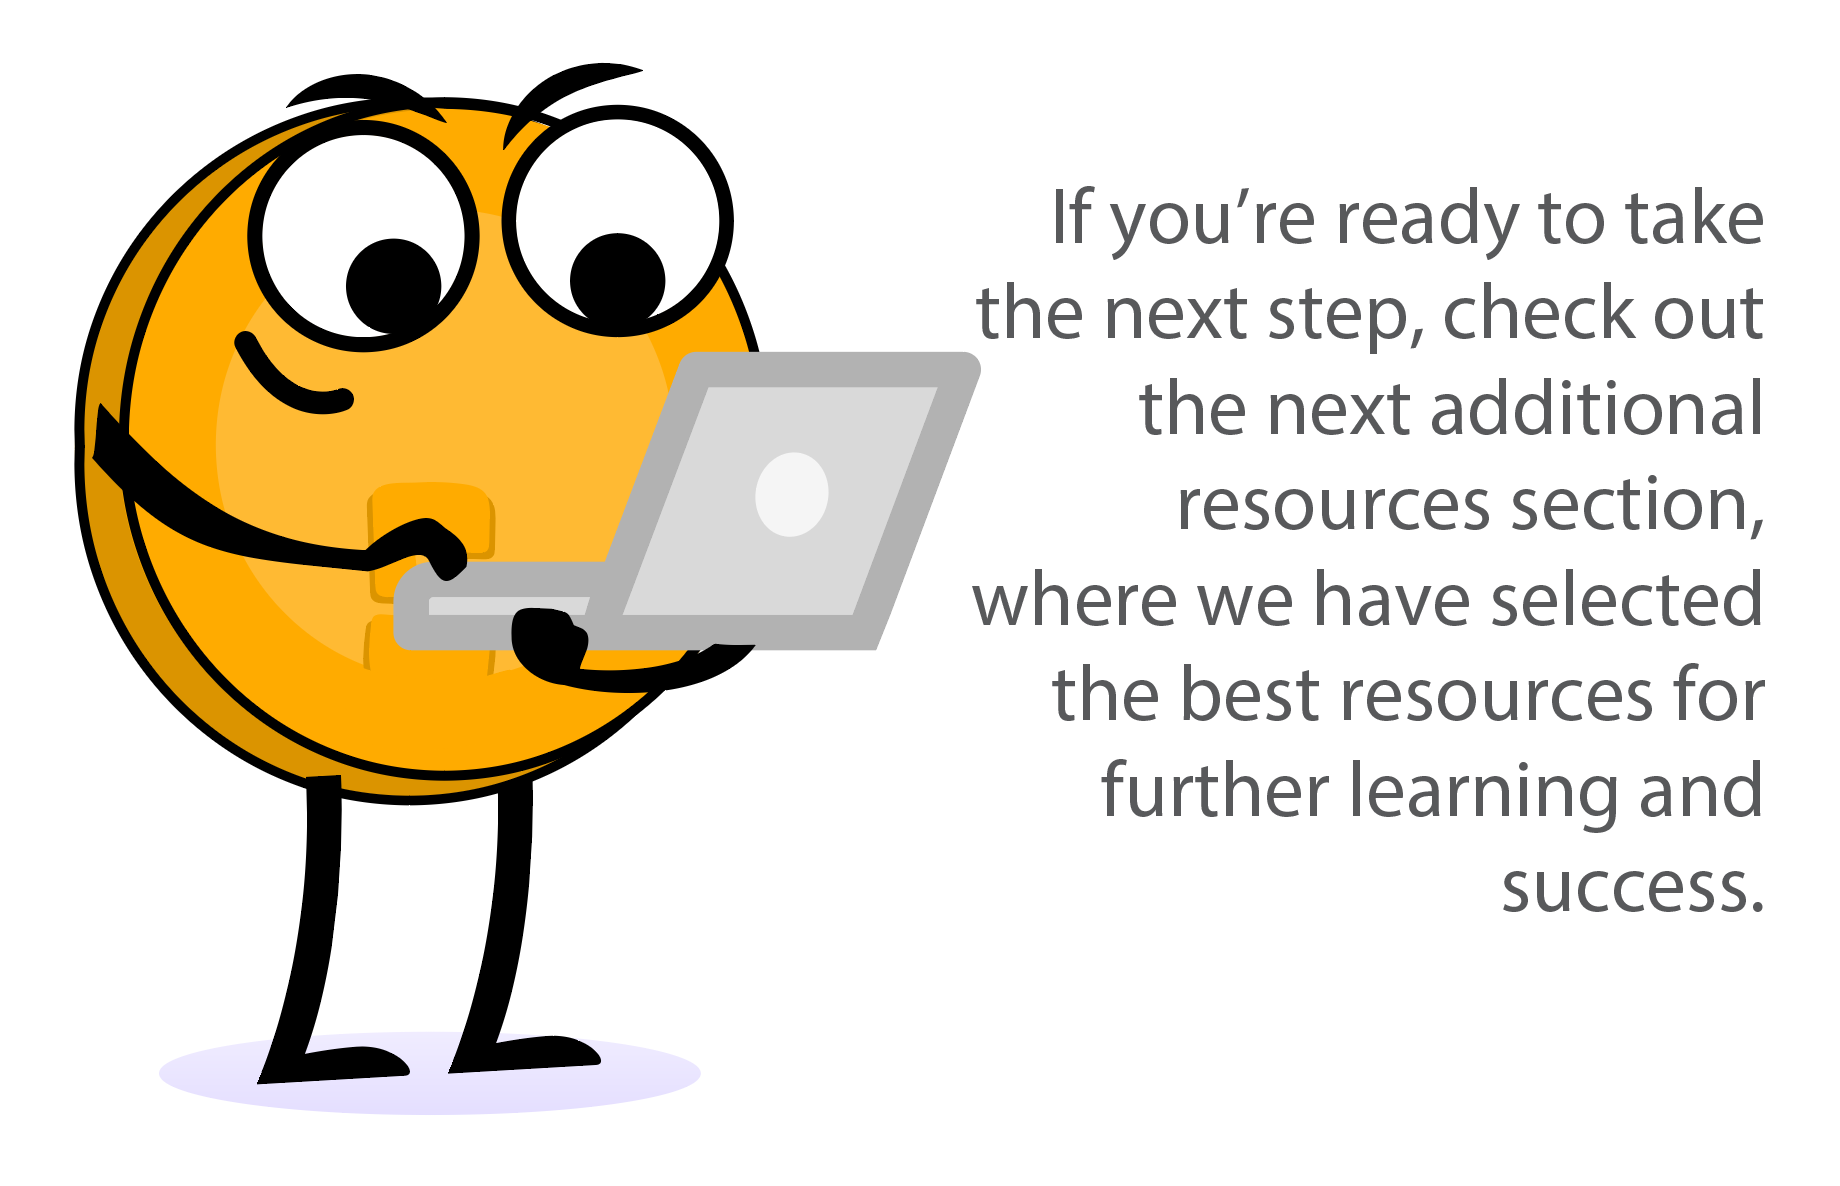 If you’re ready to take
the next step, check out
the next additional
resources section,
where we have selected
the best resources for
further learning and
success.